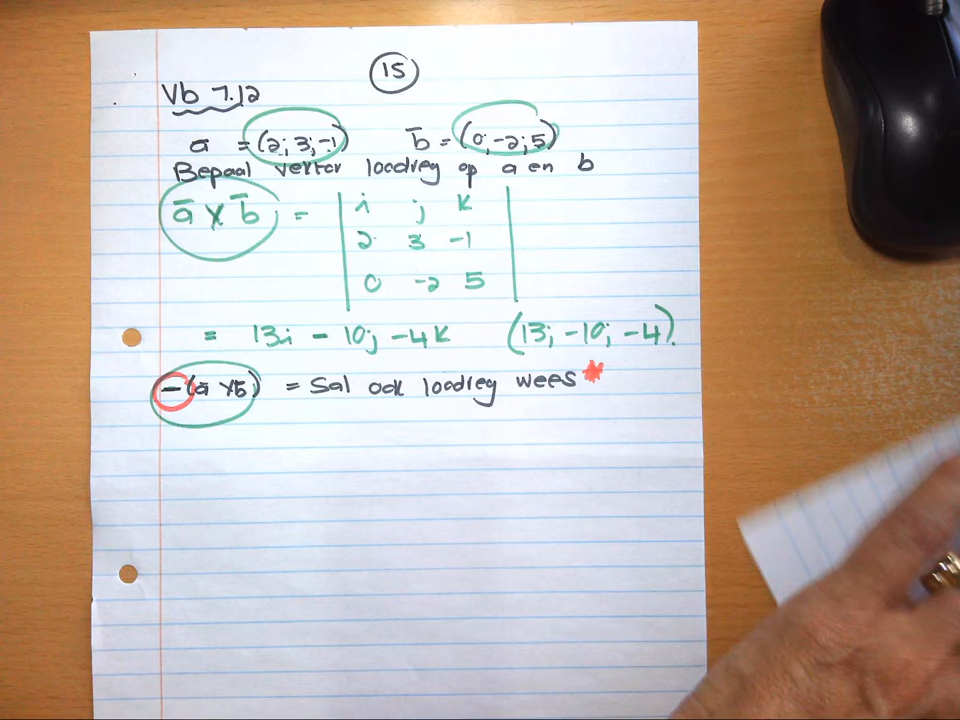 15
Vb 7.12
a = (2; 3; -1) b̄ = (0; -2; 5)
Bepaal vektor loodreg op a en b
ā × b̄ = | i j k |
2 3 -1
0 -2 5
= 13i - 10j - 4k (13; -10; -4).
-(ā × b̄) = Sal ook loodreg wees *